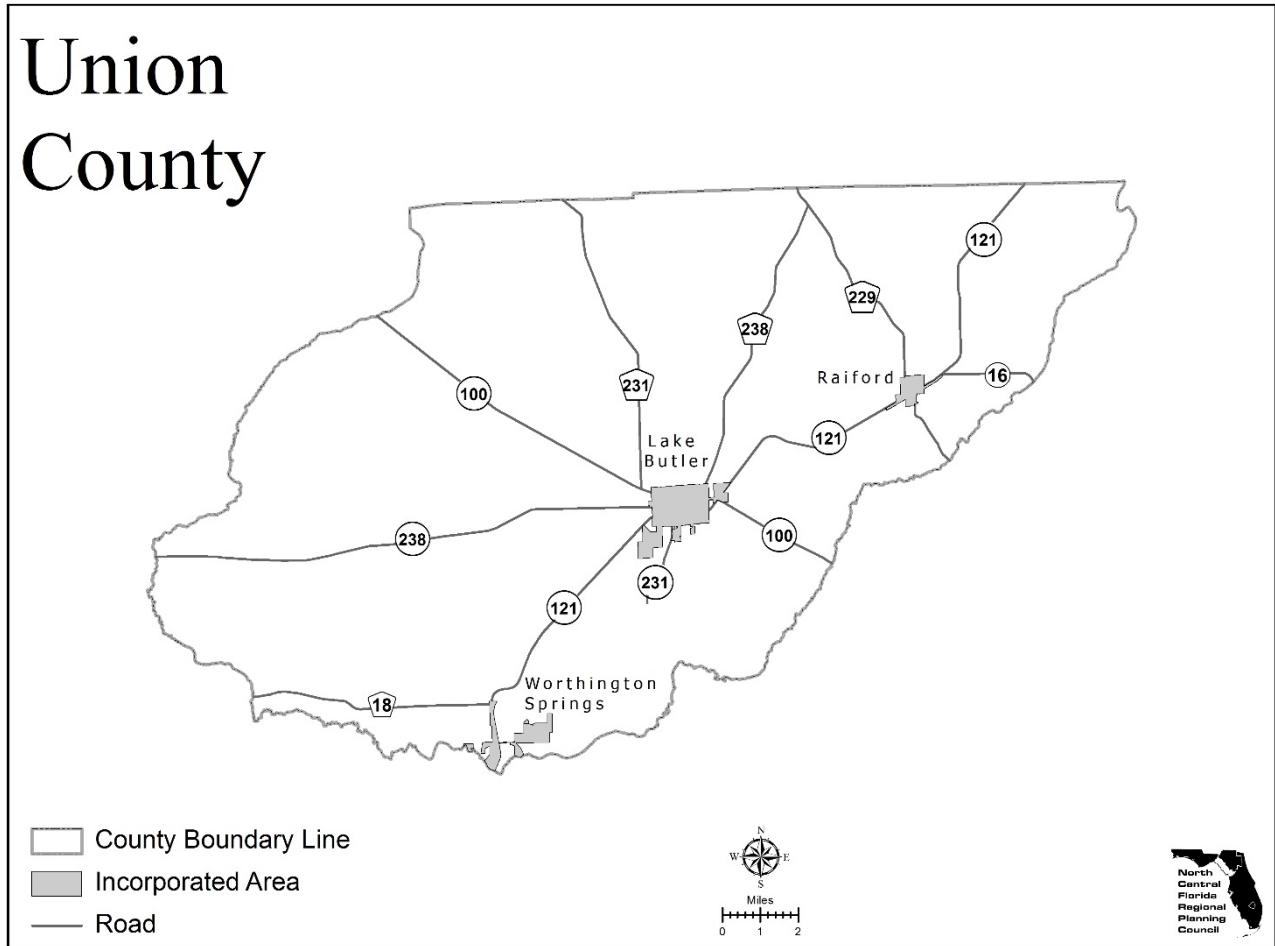 Union
County
121
229
238
Raiford
16
231
100
121
Lake
Butler
238
100
231
121
Worthington
Springs
18
County Boundary Line
Incorporated Area
Road
N
W
E
S
Miles
0 1 2
North
Central
Florida
Regional
Planning
Council